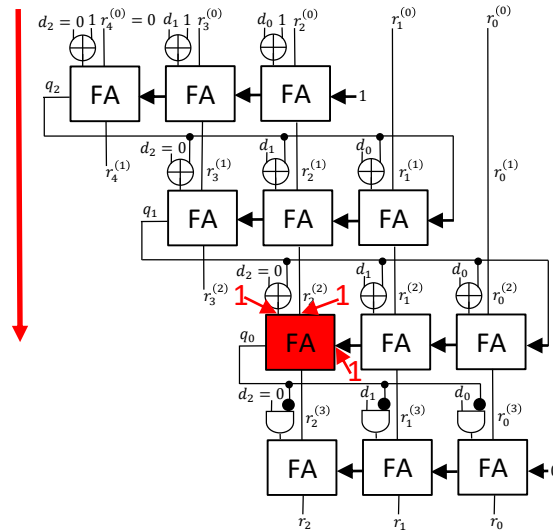 d₂ = 0 1 r₄⁽⁰⁾ = 0 d₁ 1 r₃⁽⁰⁾ d₀ 1 r₂⁽⁰⁾ r₁⁽⁰⁾ r₀⁽⁰⁾
q₂ FA FA FA 1
d₂ = 0 d₁ d₀
r₄⁽¹⁾ r₃⁽¹⁾ r₂⁽¹⁾ r₁⁽¹⁾ r₀⁽¹⁾
q₁ FA FA FA
d₂ = 0 d₁ d₀
r₃⁽²⁾ 1 r₂⁽²⁾ 1 r₁⁽²⁾ r₀⁽²⁾
q₀ FA FA FA
1
d₂ = 0 d₁ d₀
r₂⁽³⁾ r₁⁽³⁾ r₀⁽³⁾
FA FA FA
r₂ r₁ r₀